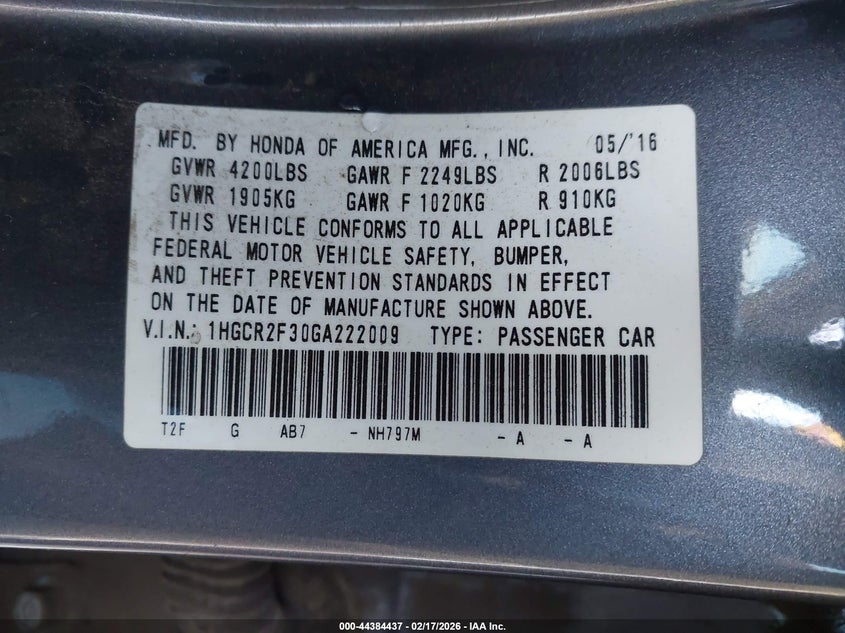 MFD. BY HONDA OF AMERICA MFG., INC. 05/'16
GVWR 4200LBS GAWR F 2249LBS R 2006LBS
GVWR 1905KG GAWR F 1020KG R 910KG
THIS VEHICLE CONFORMS TO ALL APPLICABLE
FEDERAL MOTOR VEHICLE SAFETY, BUMPER,
AND THEFT PREVENTION STANDARDS IN EFFECT
ON THE DATE OF MANUFACTURE SHOWN ABOVE.
V.I.N.: 1HGCR2F30GA222009 TYPE: PASSENGER CAR
T2F G AB7 - NH797M - A - A
000-44384437 - 02/17/2026 - IAA Inc.